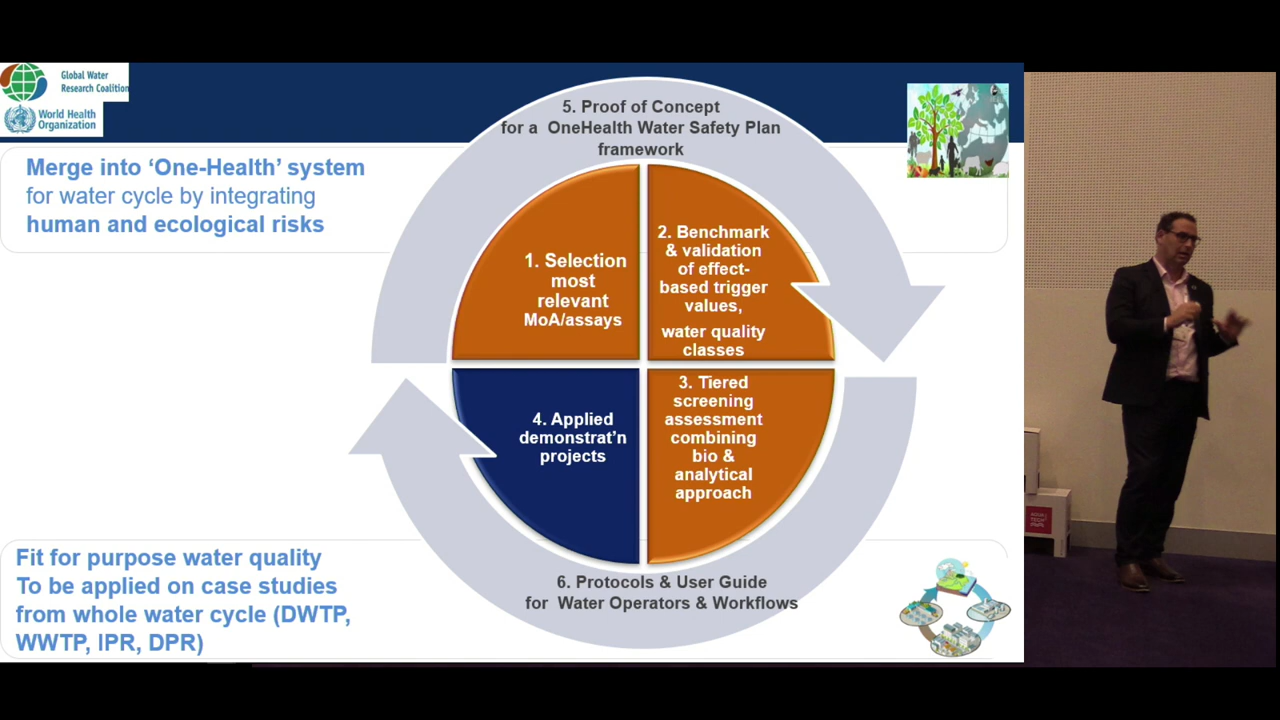 Global Water
Research Coalition
World Health
Organization
5. Proof of Concept
for a OneHealth Water Safety Plan
framework
Merge into ‘One-Health’ system
for water cycle by integrating
human and ecological risks
1. Selection
most
relevant
MoA/assays
2. Benchmark
& validation
of effect-
based trigger
values,
water quality
classes
3. Tiered
screening
assessment
combining
bio &
analytical
approach
4. Applied
demonstrat’n
projects
Fit for purpose water quality
To be applied on case studies
from whole water cycle (DWTP,
WWTP, IPR, DPR)
6. Protocols & User Guide
for Water Operators & Workflows